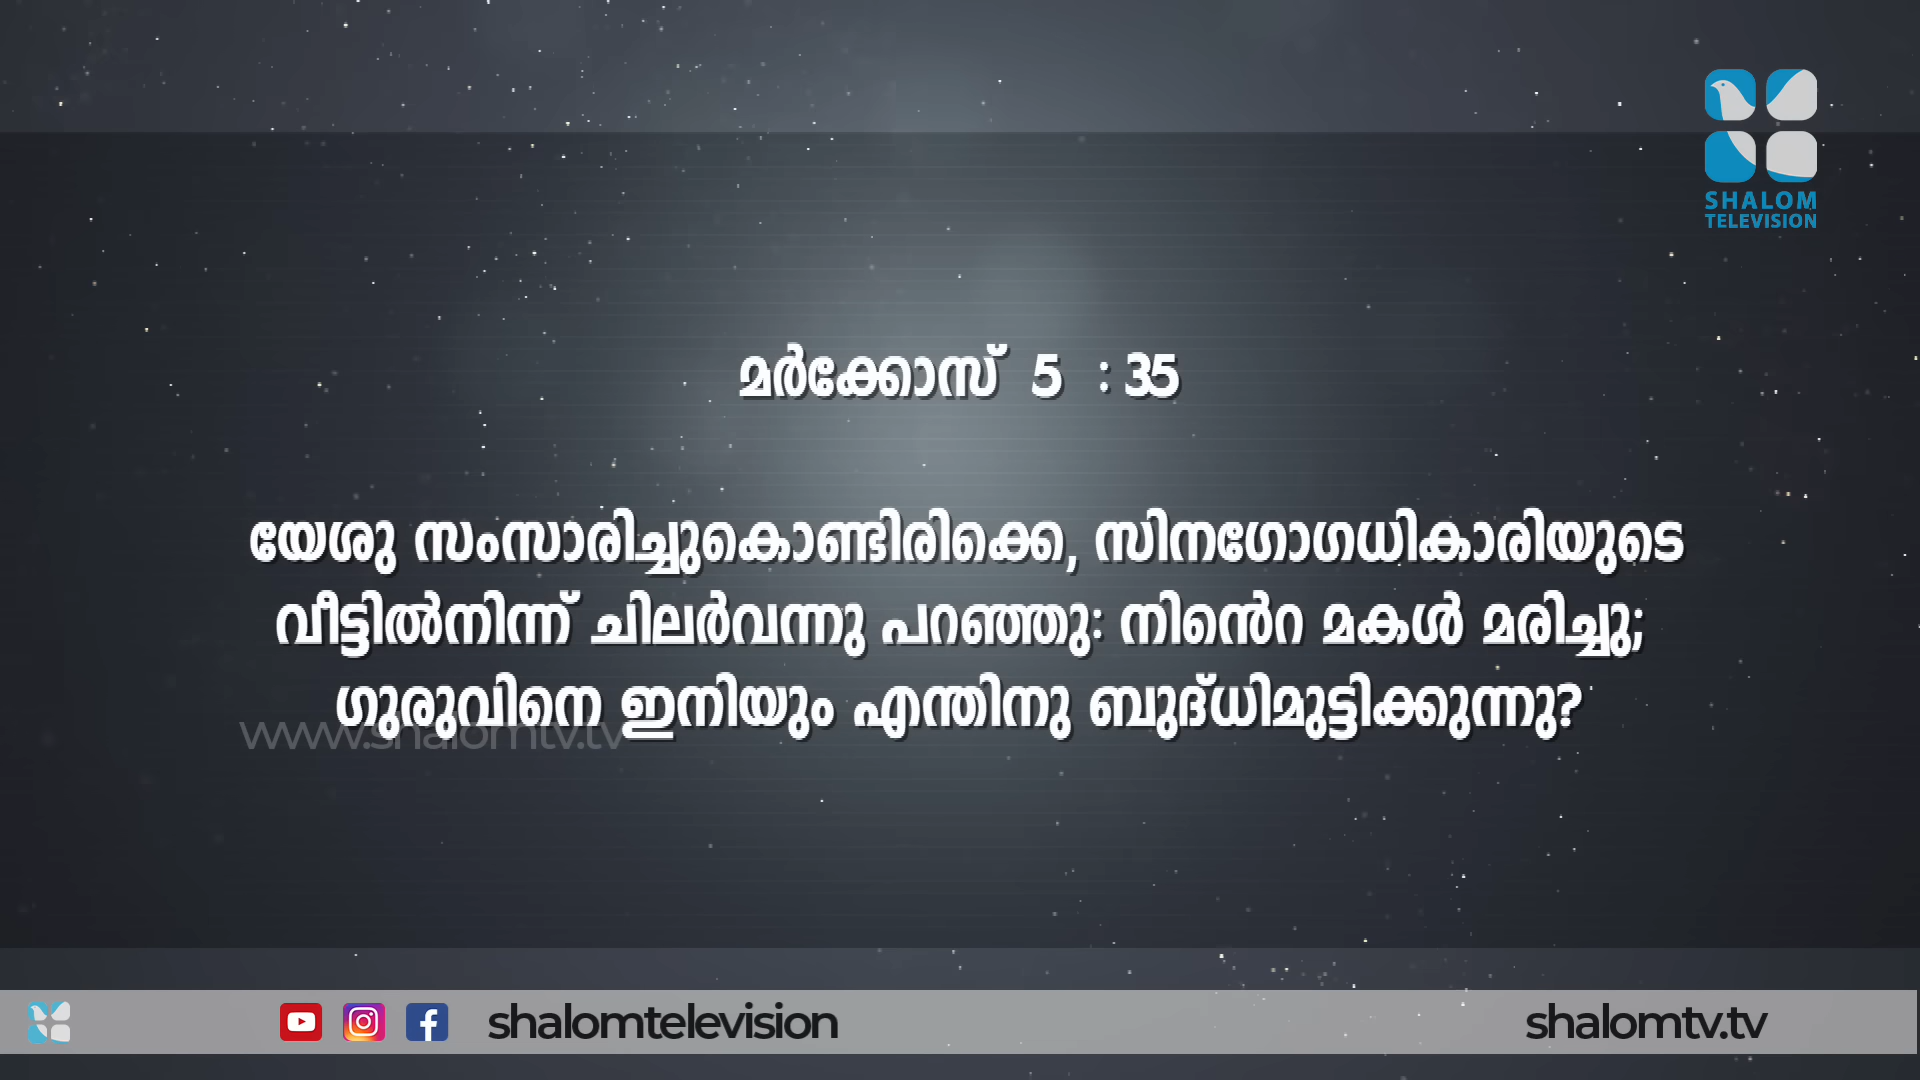 SHALOM
TELEVISION
മർക്കോസ് 5 : 35
യേശു സംസാരിച്ചുകൊണ്ടിരിക്കെ, സിനഗോഗധികാരിയുടെ
വീട്ടിൽനിന്ന് ചിലർവന്നു പറഞ്ഞു: നിൻെറ മകൾ മരിച്ചു;
ഗുരുവിനെ ഇനിയും എന്തിനു ബുദ്ധിമുട്ടിക്കുന്നു?
www.shalomtv.tv
shalomtelevision
shalomtv.tv